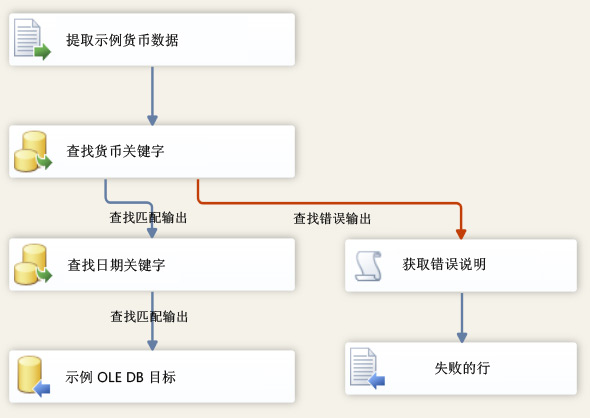 提取示例货币数据
查找货币关键字
查找匹配输出
查找错误输出
查找日期关键字
获取错误说明
查找匹配输出
示例 OLE DB 目标
失败的行